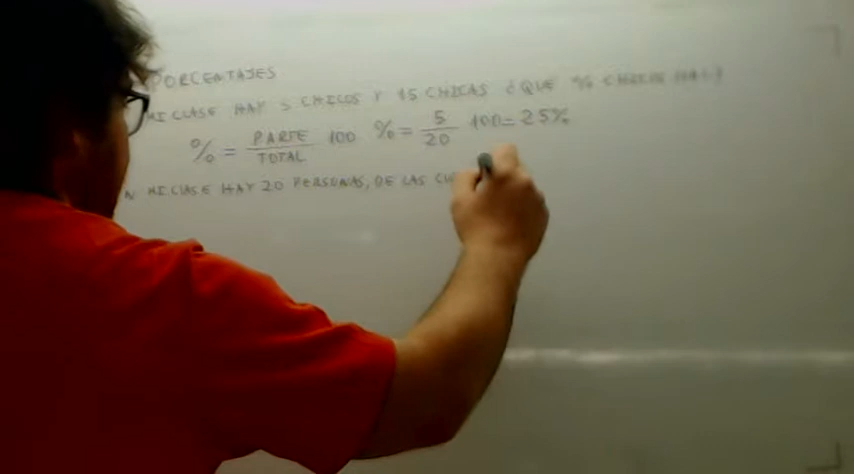 PORCENTAJES
MI CLASE HAY 5 CHICOS Y 15 CHICAS ¿QUE % CHICOS HAY?
% = PARTE / TOTAL 100 % = 5 / 20 100 = 25%
N MI CLASE HAY 20 PERSONAS, DE LAS CU